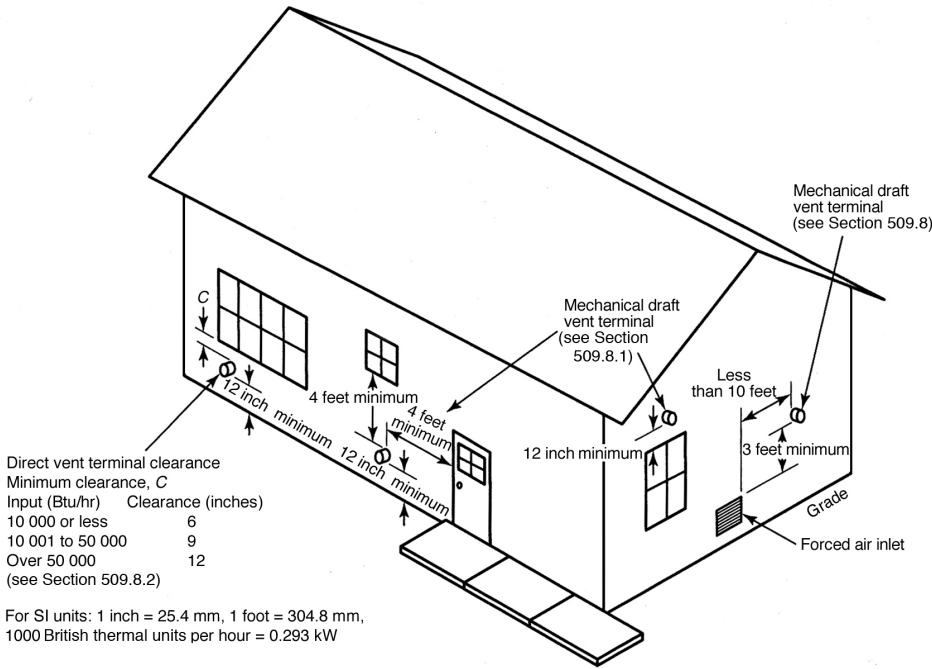 Mechanical draft
vent terminal
(see Section 509.8)
Mechanical draft
vent terminal
(see Section
509.8.1)
C
Less
than 10 feet
12 inch minimum
4 feet minimum
4 feet
minimum
12 inch minimum
12 inch minimum
3 feet minimum
Grade
Forced air inlet
Direct vent terminal clearance
Minimum clearance, C
Input (Btu/hr) Clearance (inches)
10 000 or less 6
10 001 to 50 000 9
Over 50 000 12
(see Section 509.8.2)
For SI units: 1 inch = 25.4 mm, 1 foot = 304.8 mm,
1000 British thermal units per hour = 0.293 kW